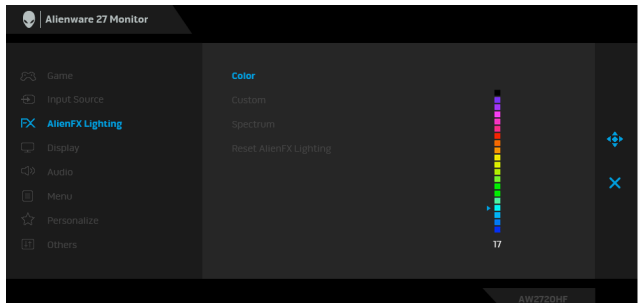 Alienware 27 Monitor
Game
Input Source
FX AlienFX Lighting
Display
Audio
Menu
Personalize
Others
Color
Custom
Spectrum
Reset AlienFX Lighting
17
AW2720HF